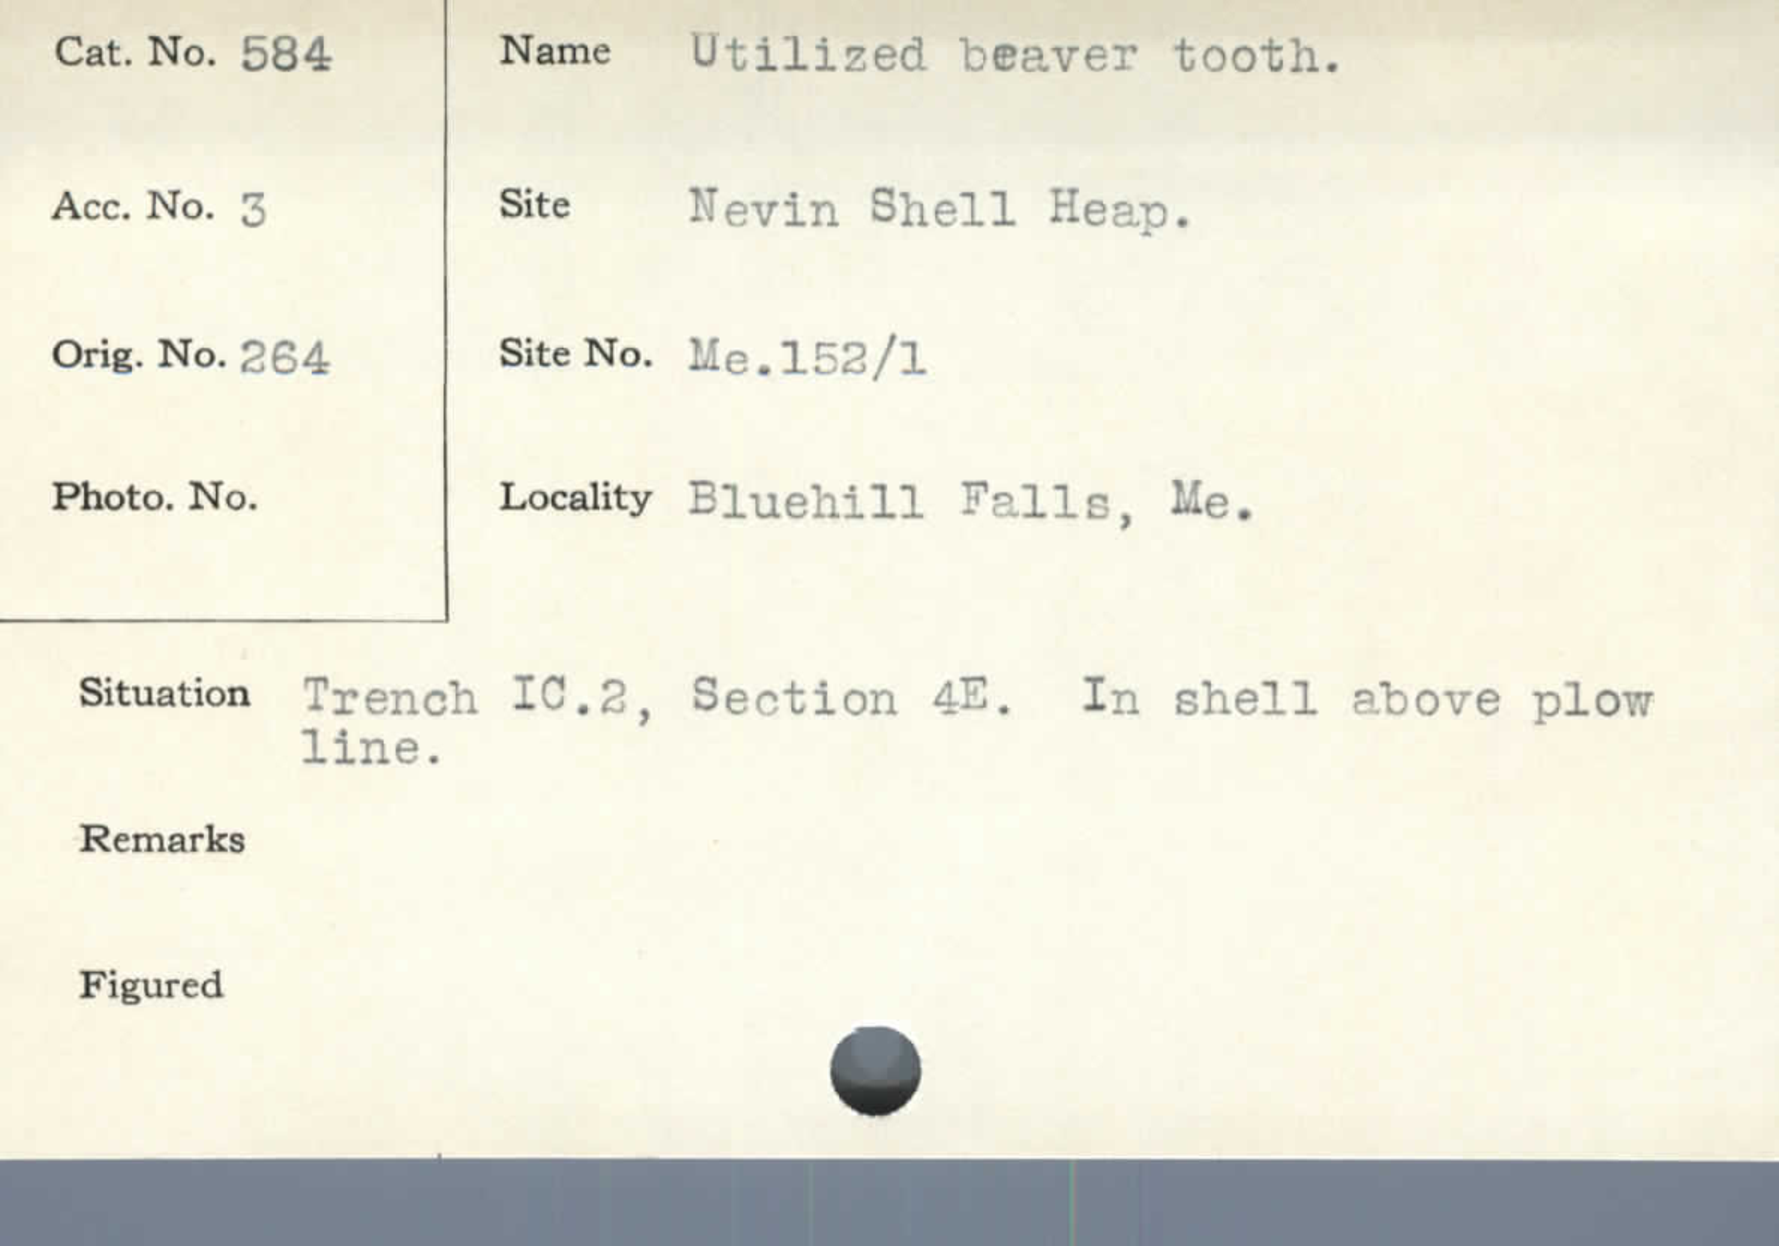 Cat. No. 584
Name Utilized beaver tooth.
Acc. No. 3
Site Nevin Shell Heap.
Orig. No. 264
Site No. Me.152/1
Photo. No.
Locality Bluehill Falls, Me.
Situation Trench IC.2, Section 4E. In shell above plow
line.
Remarks
Figured